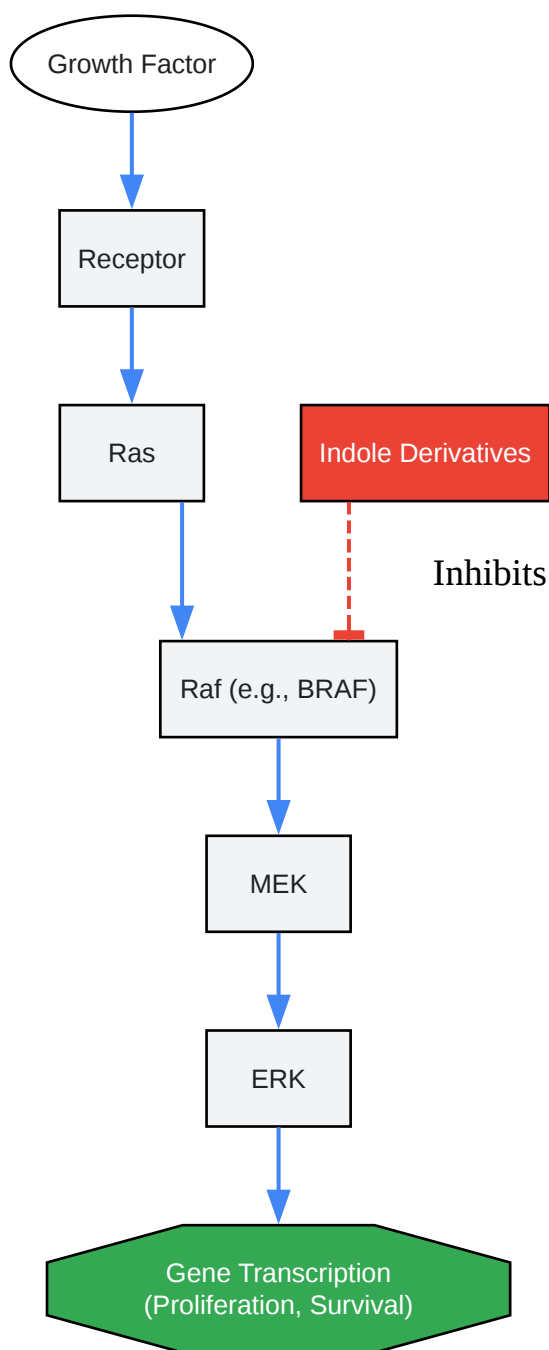 Growth Factor
Receptor
Ras
Indole Derivatives
Inhibits
Raf (e.g., BRAF)
MEK
ERK
Gene Transcription
(Proliferation, Survival)